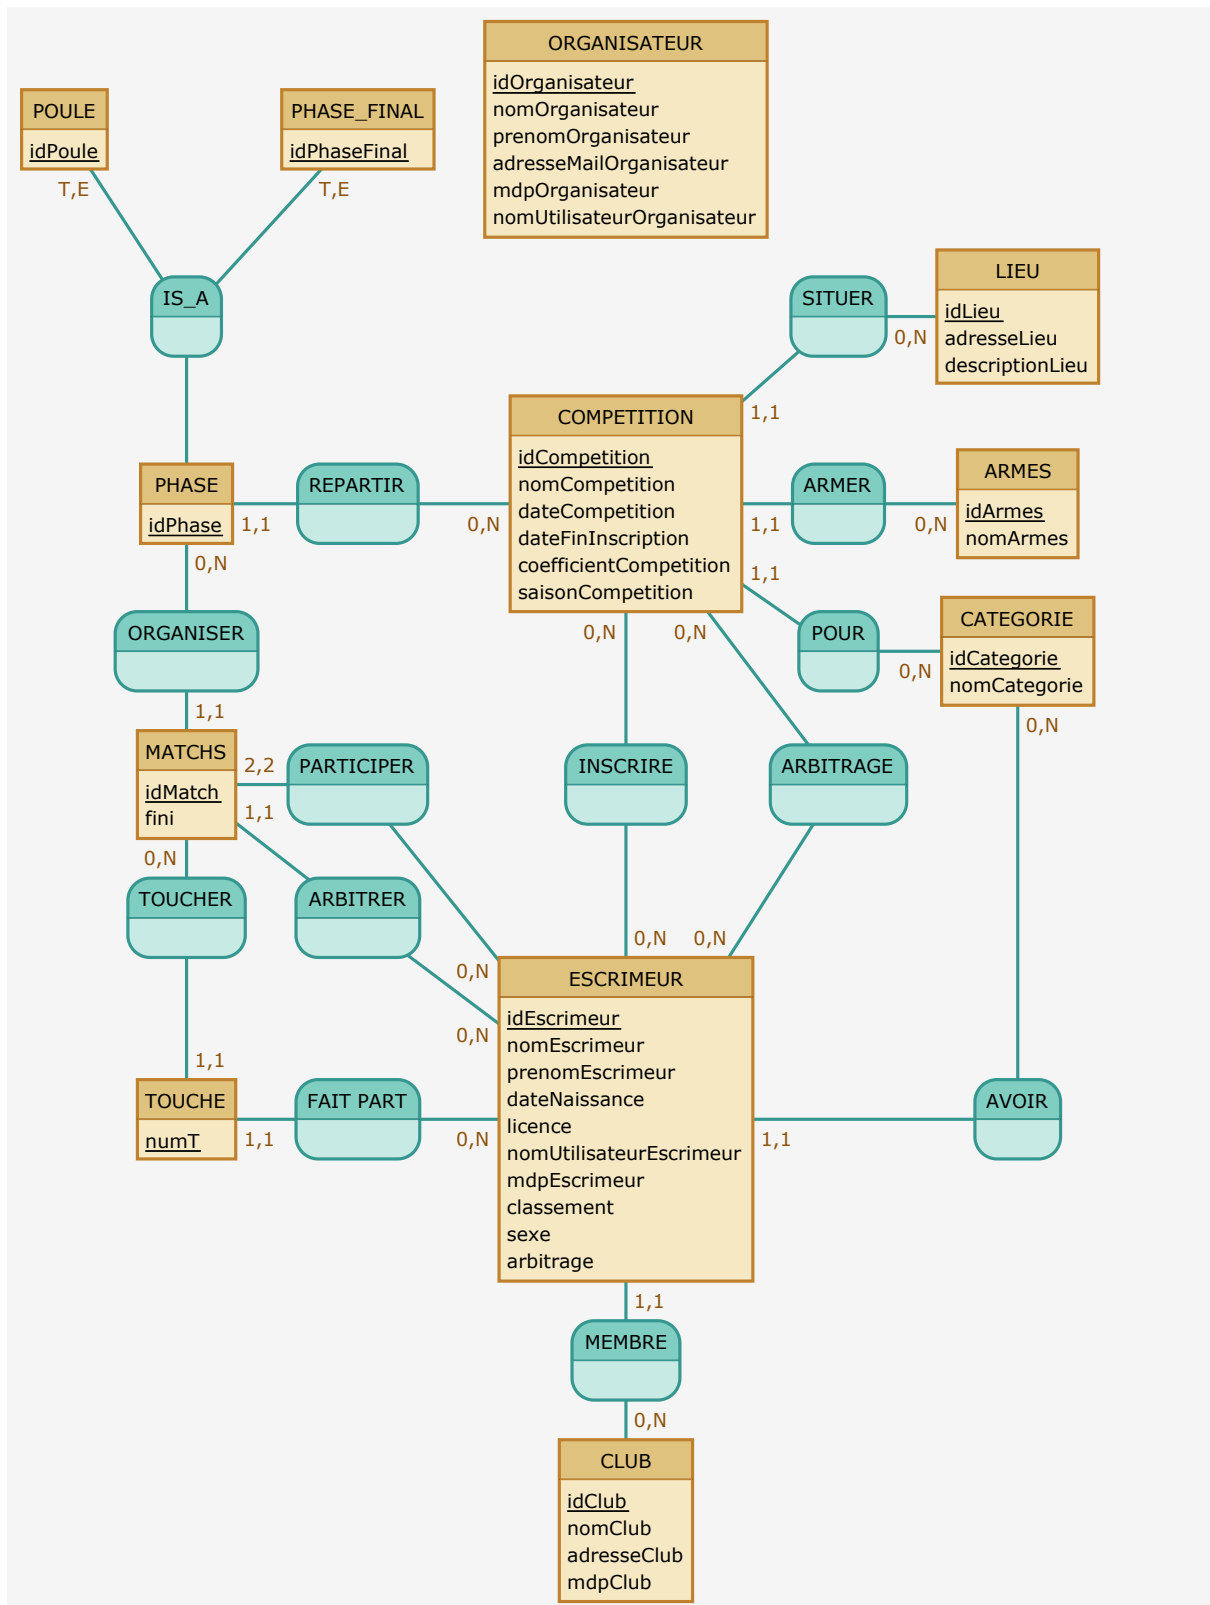 ORGANISATEUR
idOrganisateur
nomOrganisateur
prenomOrganisateur
adresseMailOrganisateur
mdpOrganisateur
nomUtilisateurOrganisateur
POULE
idPoule
T,E
PHASE_FINAL
idPhaseFinal
T,E
IS_A
SITUER
0,N
1,1
LIEU
idLieu
adresseLieu
descriptionLieu
COMPETITION
idCompetition
nomCompetition
dateCompetition
dateFinInscription
coefficientCompetition
saisonCompetition
PHASE
idPhase
1,1
REPARTIR
0,N
0,N
1,1
ARMER
0,N
ARMES
idArmes
nomArmes
1,1
POUR
0,N
CATEGORIE
idCategorie
nomCategorie
0,N
ORGANISER
1,1
0,N
0,N
MATCHS
idMatch
fini
2,2
PARTICIPER
1,1
0,N
INSCRIRE
ARBITRAGE
TOUCHER
ARBITRER
0,N
0,N
0,N
0,N
ESCRIMEUR
idEscrimeur
nomEscrimeur
prenomEscrimeur
dateNaissance
licence
nomUtilisateurEscrimeur
mdpEscrimeur
classement
sexe
arbitrage
1,1
TOUCHE
numT
1,1
FAIT PART
0,N
1,1
AVOIR
1,1
MEMBRE
0,N
CLUB
idClub
nomClub
adresseClub
mdpClub